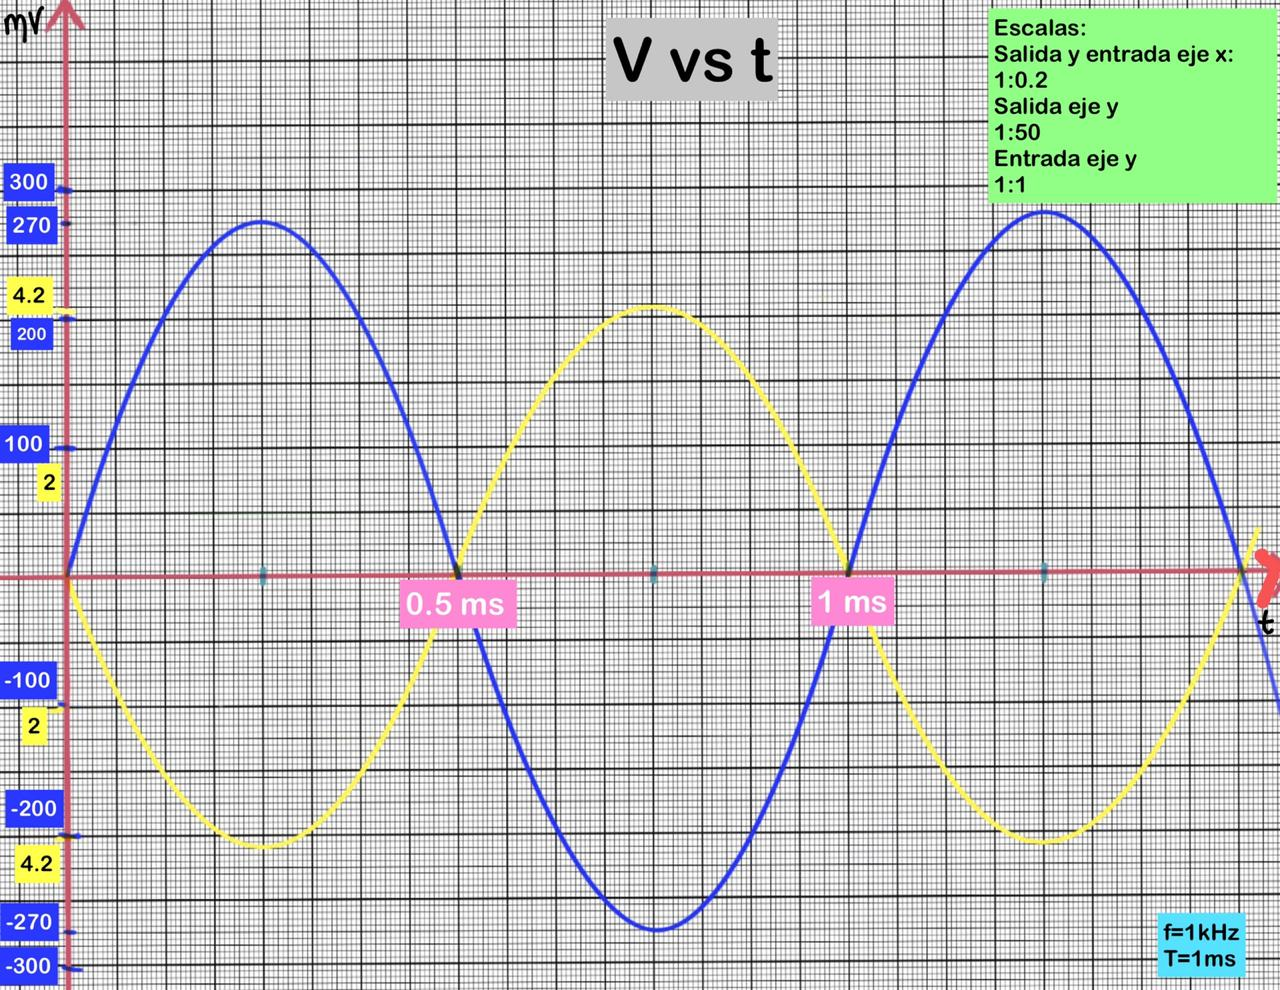 mV
V vs t
Escalas:
Salida y entrada eje x:
1:0.2
Salida eje y
1:50
Entrada eje y
1:1
300
270
4.2
200
100
2
0.5 ms
1 ms
t
-100
2
-200
4.2
-270
-300
f=1kHz
T=1ms